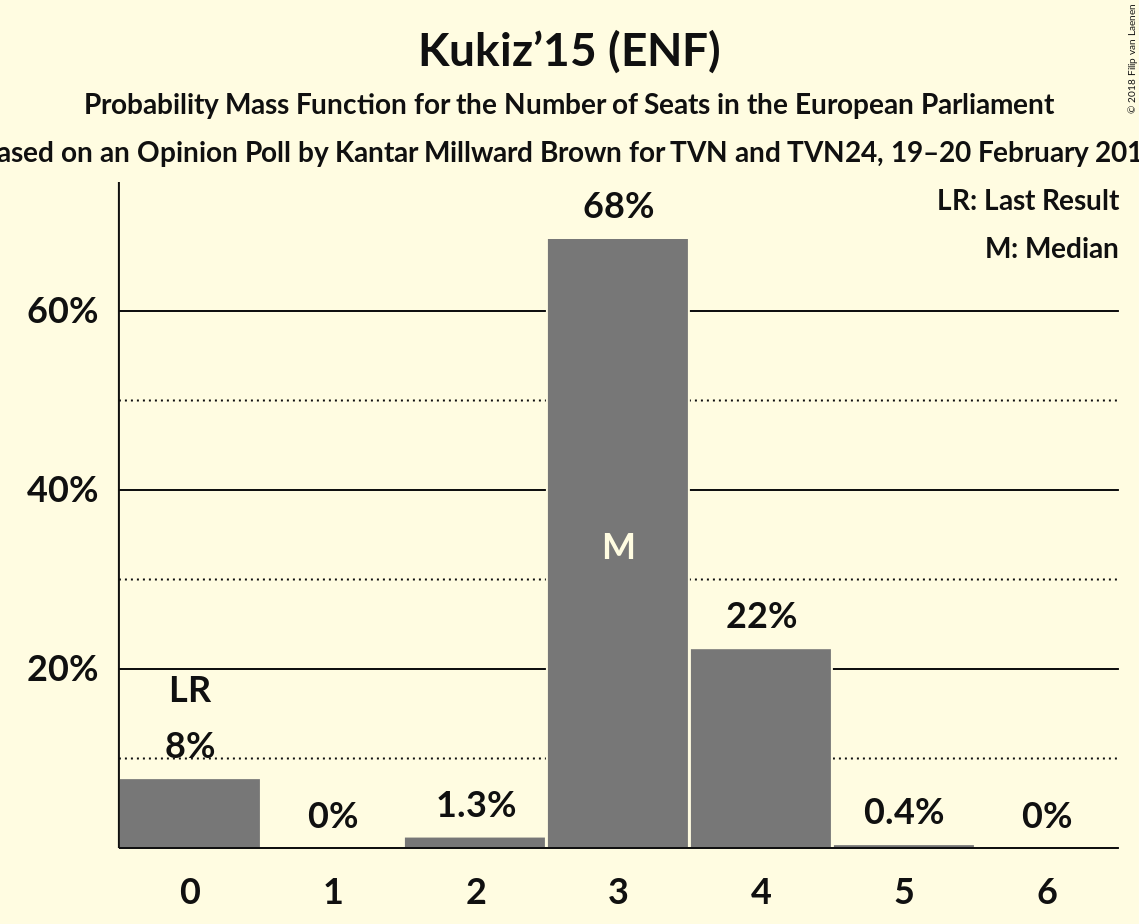 Kukiz’15 (ENF)
Probability Mass Function for the Number of Seats in the European Parliament
on an Opinion Poll by Kantar Millward Brown for TVN and TVN24, 19–20 February
© 2018 Filip van Laenen
LR: Last Result
M: Median
68%
60%
40%
M
22%
20%
LR
8%
0%
1.3%
0.4%
0%
0 1 2 3 4 5 6